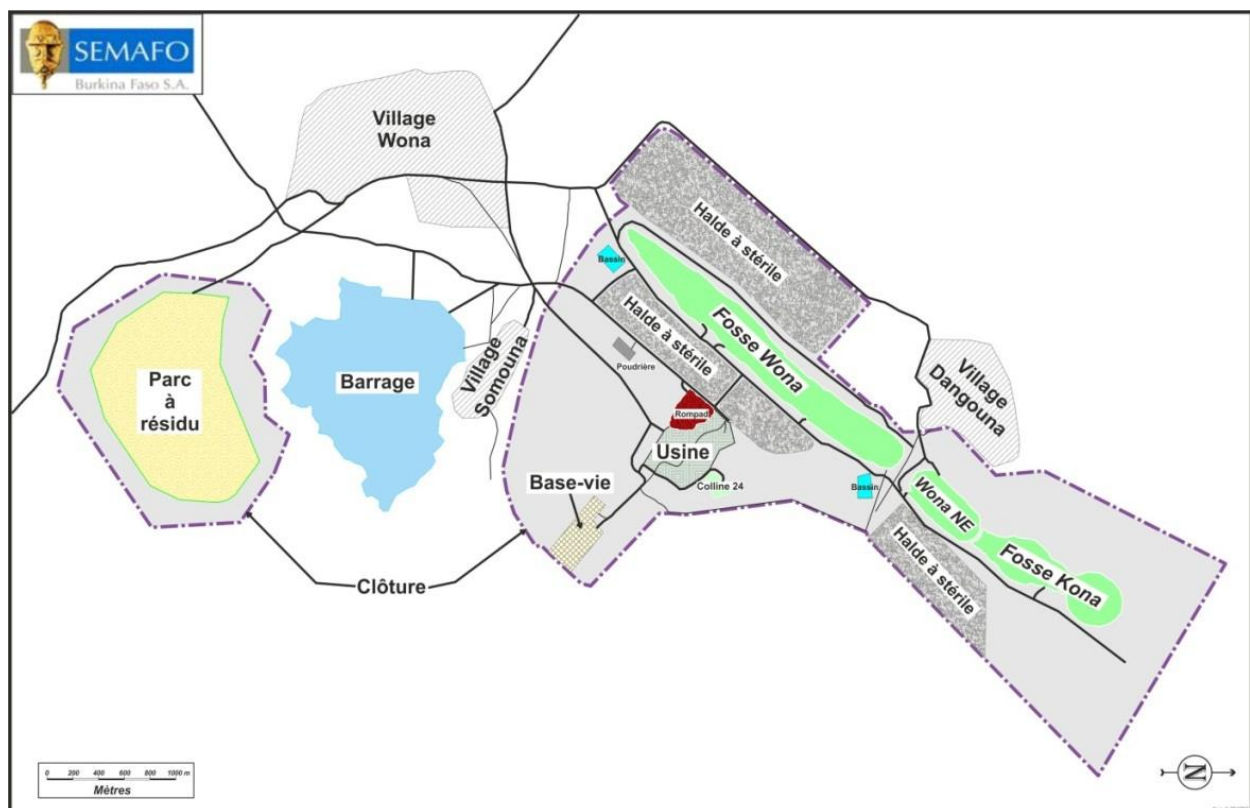 SEMAFO
Burkina Faso S.A.
Village
Wona
Halde à stérile
Bassin
Fosse Wona
Halde à stérile
Poudrière
Village
Somouna
Village
Dangouna
Parc
à
résidu
Barrage
Rompad
Usine
Colline 24
Base-vie
Bassin
Wona NE
Fosse Kona
Halde à stérile
Clôture
0 200 400 600 800 1000 m
Mètres
N